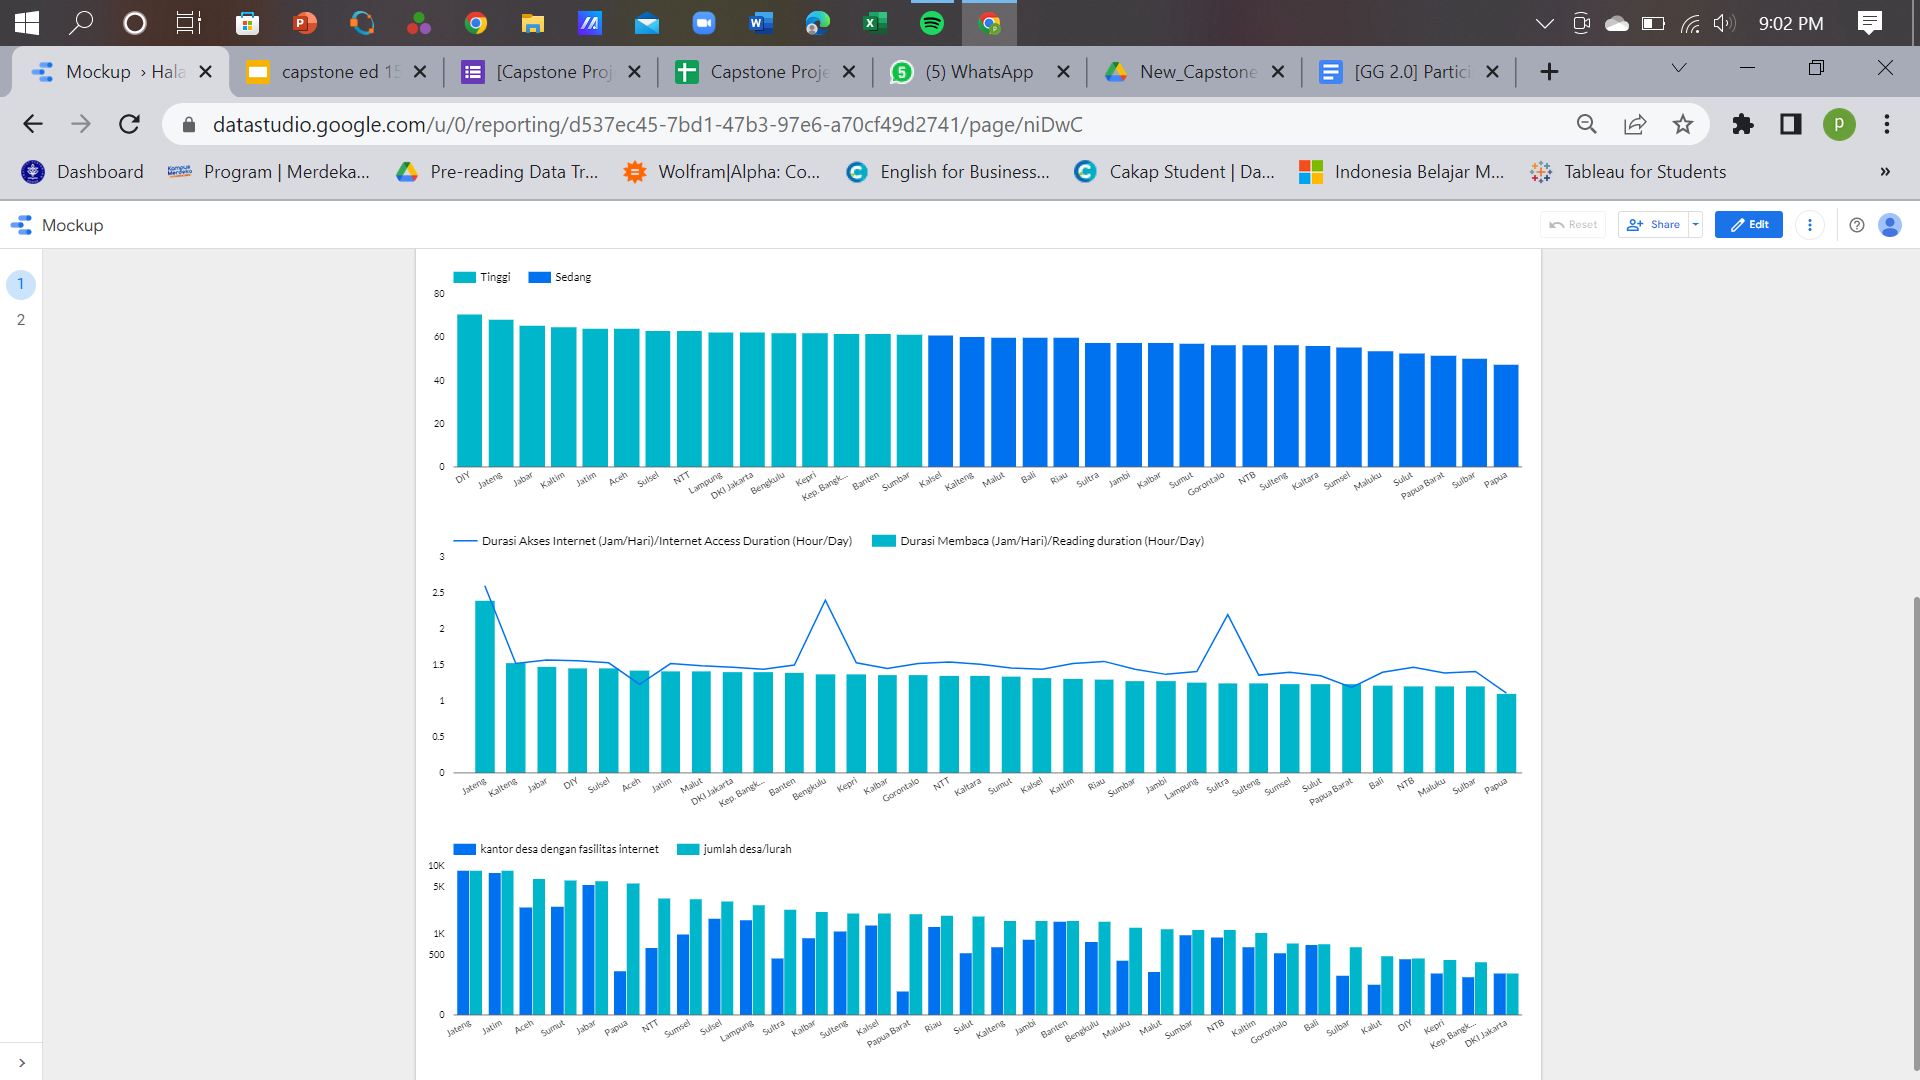 9:02 PM
Mockup › Hala
capstone ed 15
[Capstone Proj
Capstone Proje
(5) WhatsApp
New_Capstone
[GG 2.0] Partici
datastudio.google.com/u/0/reporting/d537ec45-7bd1-47b3-97e6-a70cf49d2741/page/niDwC
p
Dashboard
Program | Merdeka...
Pre-reading Data Tr...
Wolfram|Alpha: Co...
English for Business...
Cakap Student | Da...
Indonesia Belajar M...
Tableau for Students
»
Mockup
Reset
Share
Edit
1
2
Tinggi Sedang
80
60
40
20
0
DIY Jateng Jabar Kaltim Jatim Aceh Sulsel NTT Lampung DKI Jakarta Bengkulu Kepri Kep. Bangk... Banten Sumbar Kalsel Kalteng Malut Bali Riau Sultra Jambi Kalbar Sumut Gorontalo NTB Sulteng Kaltara Sumsel Maluku Sulut Papua Barat Sulbar Papua
Durasi Akses Internet (Jam/Hari)/Internet Access Duration (Hour/Day) Durasi Membaca (Jam/Hari)/Reading duration (Hour/Day)
3
2.5
2
1.5
1
0.5
0
Jateng Kalteng Jabar DIY Sulsel Aceh Jatim Malut DKI Jakarta Kep. Bangk... Banten Bengkulu Kepri Kalbar Gorontalo NTT Kaltara Sumut Kalsel Kaltim Riau Sumbar Jambi Lampung Sultra Sulteng Sumsel Sulut Papua Barat Bali NTB Maluku Sulbar Papua
kantor desa dengan fasilitas internet jumlah desa/lurah
10K
5K
1K
500
0
Jateng Jatim Aceh Sumut Jabar Papua NTT Sumsel Sulsel Lampung Sultra Kalbar Sulteng Kalsel Papua Barat Riau Sulut Kalteng Jambi Banten Bengkulu Maluku Malut Sumbar NTB Kaltim Gorontalo Bali Sulbar Kalut DIY Kepri Kep. Bangk... DKI Jakarta